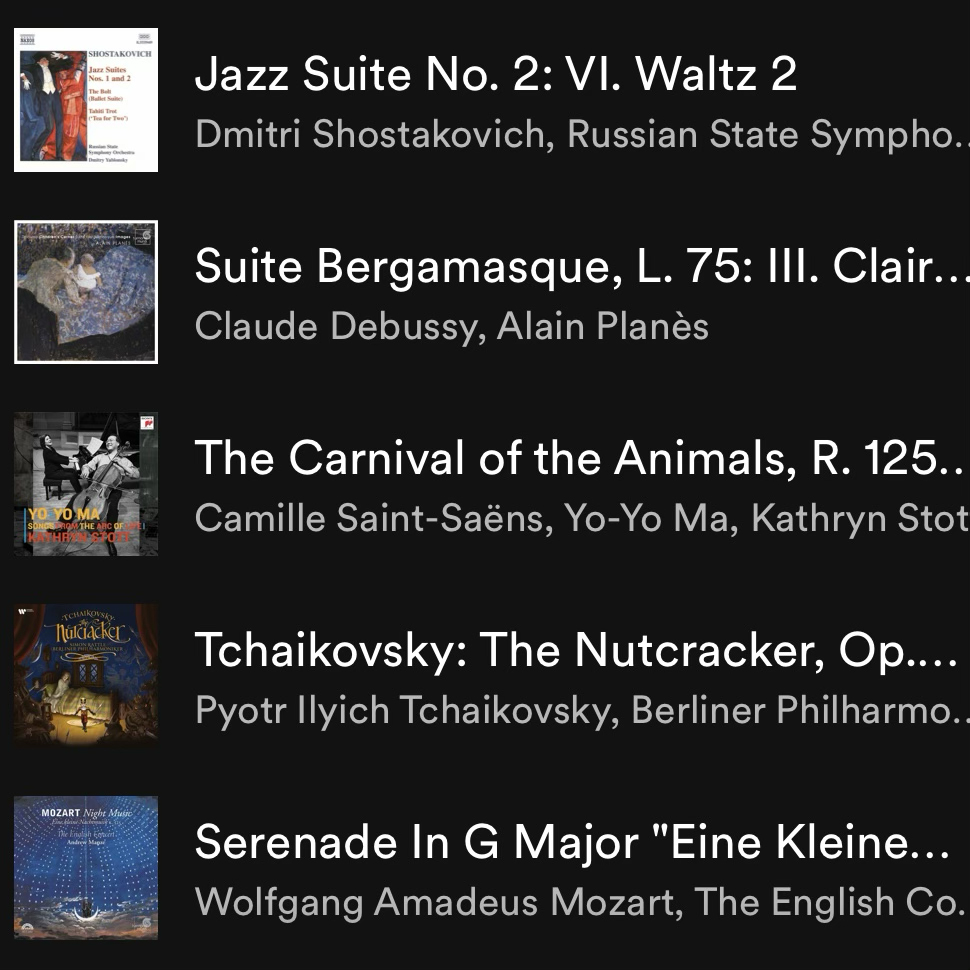 NAXOS
DDD
SHOSTAKOVICH
Jazz Suites
Nos. 1 and 2
The Bolt
(Ballet Suite)
Tahiti Trot
("Tea for Two")
Russian State
Symphony Orchestra
Dmitry Yablonsky
Jazz Suite No. 2: VI. Waltz 2
Dmitri Shostakovich, Russian State Sympho...
Children's Corner
ALAIN PLANÈS
Suite Bergamasque, L. 75: III. Clair...
Claude Debussy, Alain Planès
YO YO MA
SONGS FROM THE ARC OF LIFE
KATHRYN STOTT
The Carnival of the Animals, R. 125...
Camille Saint-Saëns, Yo-Yo Ma, Kathryn Stot
TCHAIKOVSKY
The
Nutcracker
SIMON RATTLE
BERLINER PHILHARMONIKER
Tchaikovsky: The Nutcracker, Op....
Pyotr Ilyich Tchaikovsky, Berliner Philharmo...
MOZART Night Music
Eine kleine Nachtmusik
The English Concert
Andrew Manze
Serenade In G Major "Eine Kleine...
Wolfgang Amadeus Mozart, The English Co.